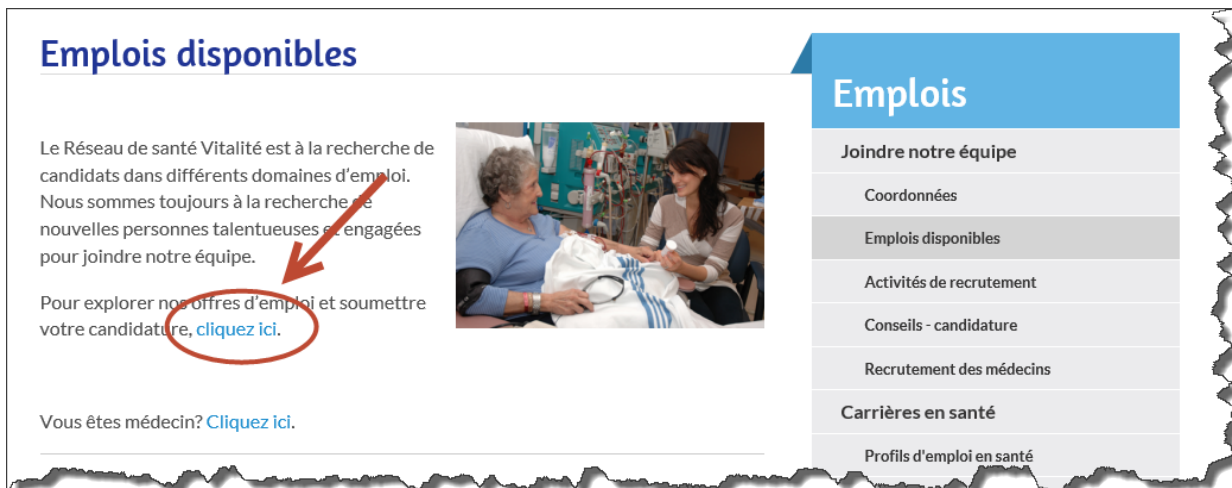 Emplois disponibles
Le Réseau de santé Vitalité est à la recherche de
candidats dans différents domaines d'emploi.
Nous sommes toujours à la recherche de
nouvelles personnes talentueuses et engagées
pour joindre notre équipe.
Pour explorer nos offres d'emploi et soumettre
votre candidature, cliquez ici.
Vous êtes médecin? Cliquez ici.
Emplois
Joindre notre équipe
Coordonnées
Emplois disponibles
Activités de recrutement
Conseils - candidature
Recrutement des médecins
Carrières en santé
Profils d'emploi en santé